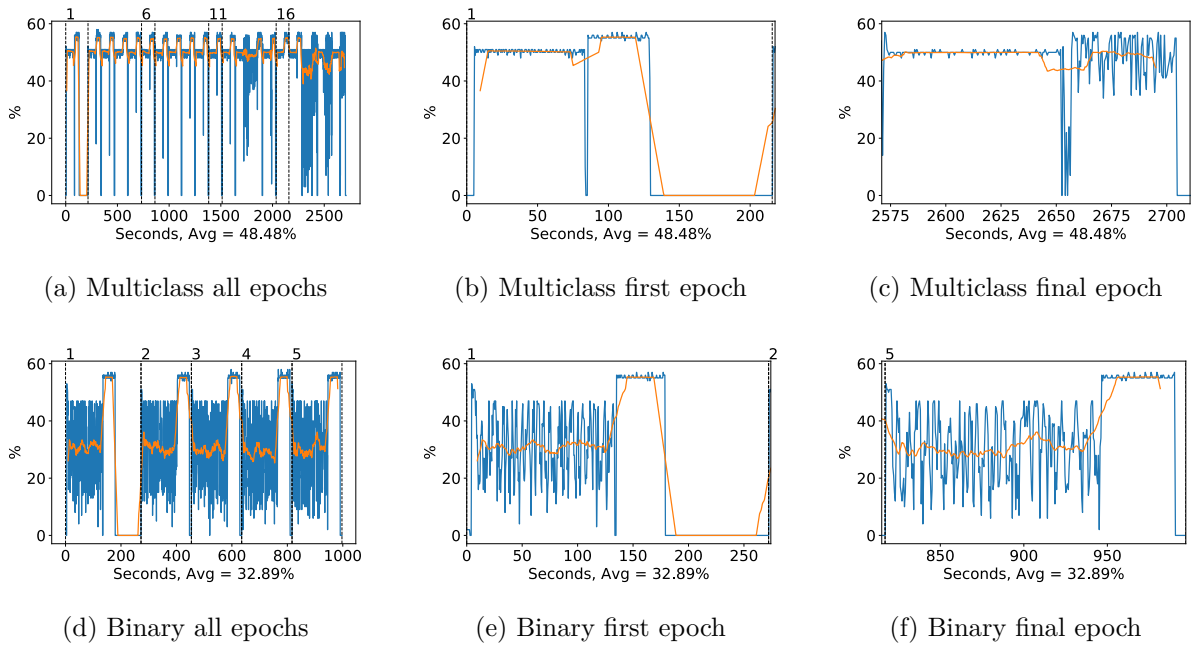 1 6 11 16
60
40
20
0
%
0 500 1000 1500 2000 2500
Seconds, Avg = 48.48%
(a) Multiclass all epochs
1
60
40
20
0
%
0 50 100 150 200
Seconds, Avg = 48.48%
(b) Multiclass first epoch
60
40
20
0
%
2575 2600 2625 2650 2675 2700
Seconds, Avg = 48.48%
(c) Multiclass final epoch
1 2 3 4 5
60
40
20
0
%
0 200 400 600 800 1000
Seconds, Avg = 32.89%
(d) Binary all epochs
1 2
60
40
20
0
%
0 50 100 150 200 250
Seconds, Avg = 32.89%
(e) Binary first epoch
5
60
40
20
0
%
850 900 950
Seconds, Avg = 32.89%
(f) Binary final epoch